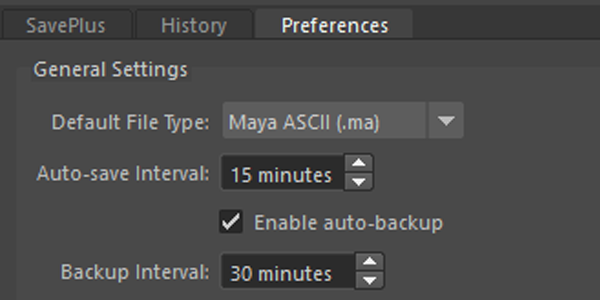 SavePlus History Preferences
General Settings
Default File Type: Maya ASCII (.ma)
Auto-save Interval: 15 minutes
Enable auto-backup
Backup Interval: 30 minutes